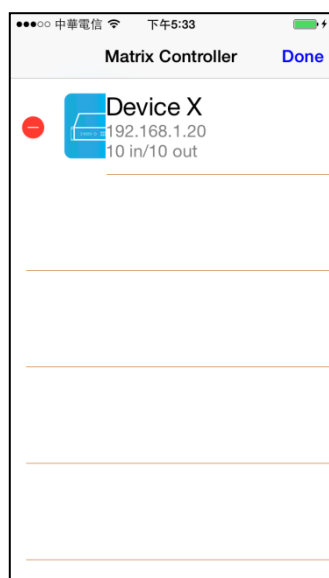 中華電信 下午5:33
Matrix Controller Done
Device X
192.168.1.20
10 in/10 out